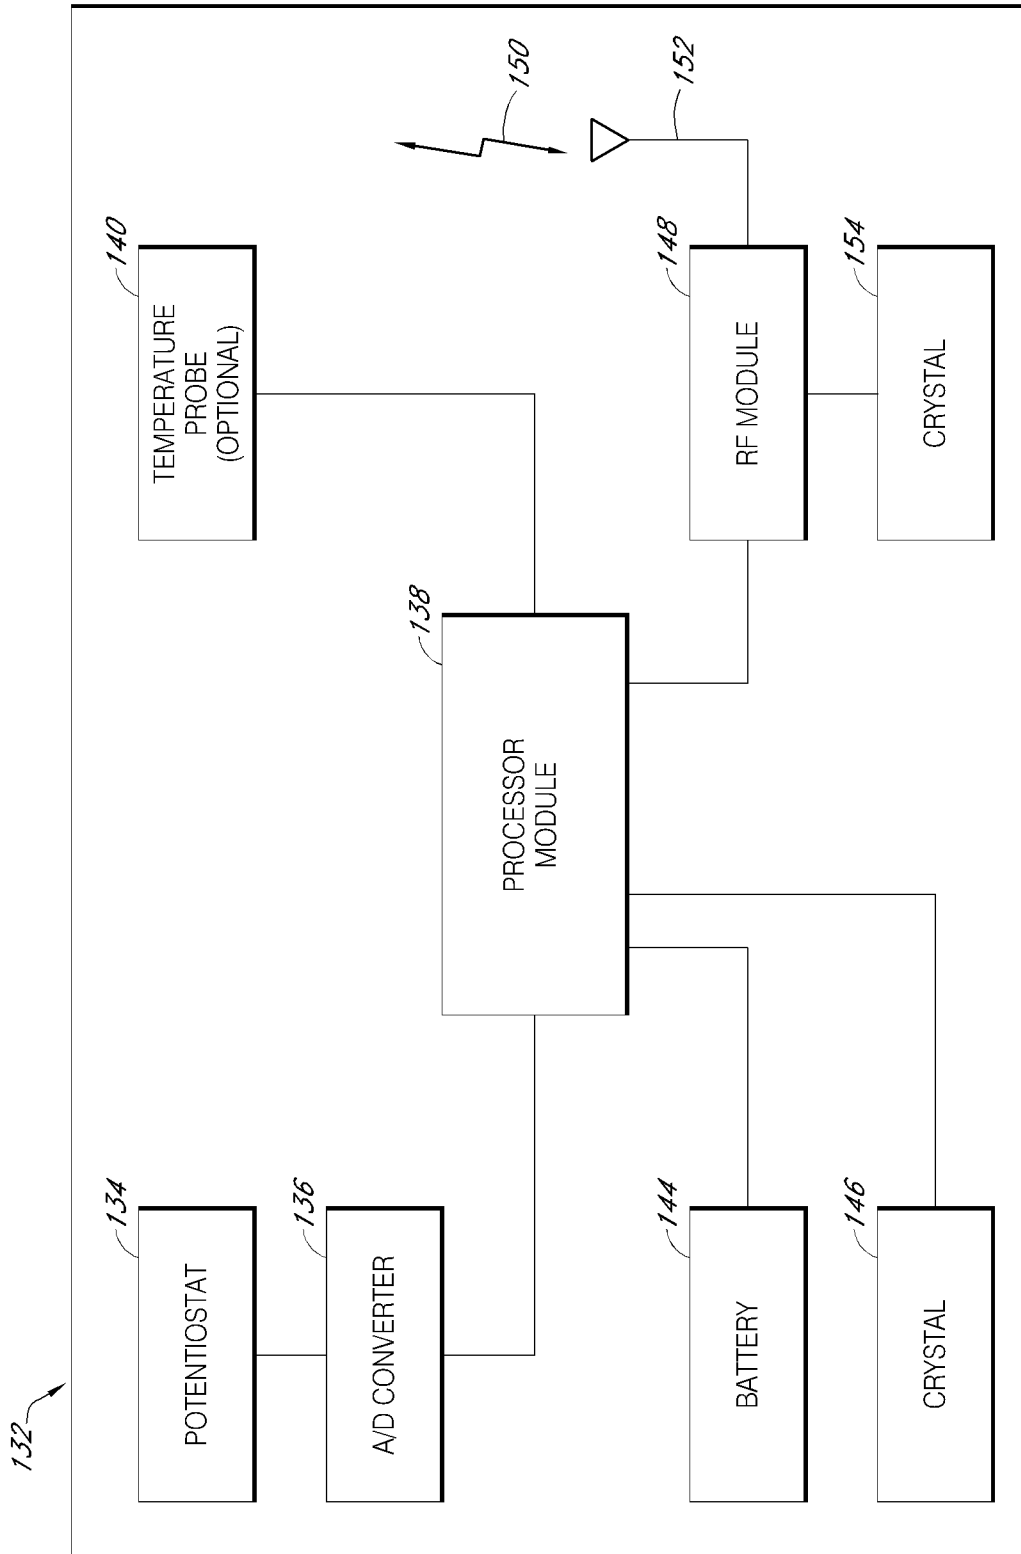 132
134
POTENTIOSTAT
136
A/D CONVERTER
138
PROCESSOR
MODULE
140
TEMPERATURE
PROBE
(OPTIONAL)
144
BATTERY
146
CRYSTAL
148
RF MODULE
150
152
154
CRYSTAL